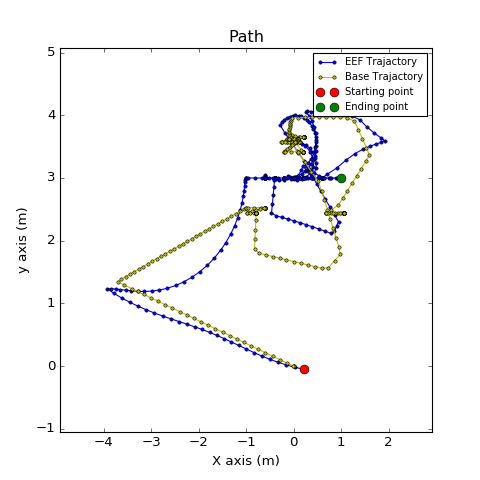 Path
EEF Trajactory
Base Trajactory
Starting point
Ending point
5
4
3
2
1
0
−1
y axis (m)
−4 −3 −2 −1 0 1 2
X axis (m)